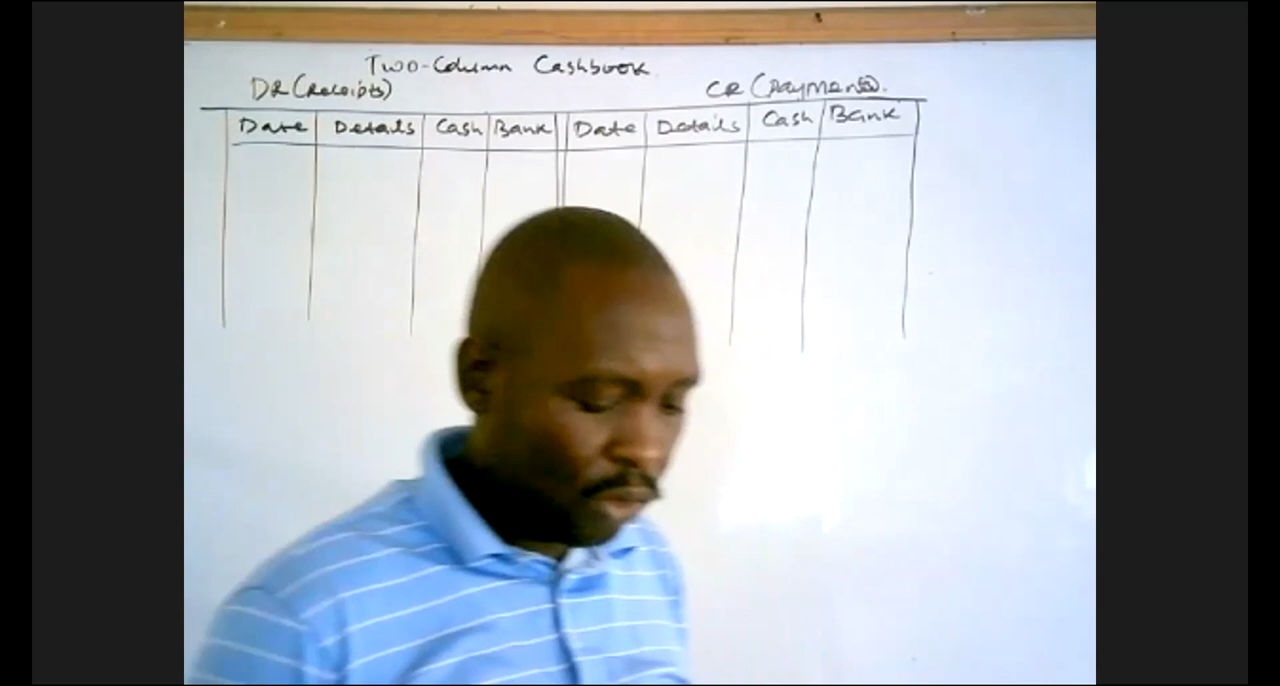 Two-Column Cashbook
DR (Receipts) CR (Payments).
Date Details Cash Bank Date Details Cash Bank